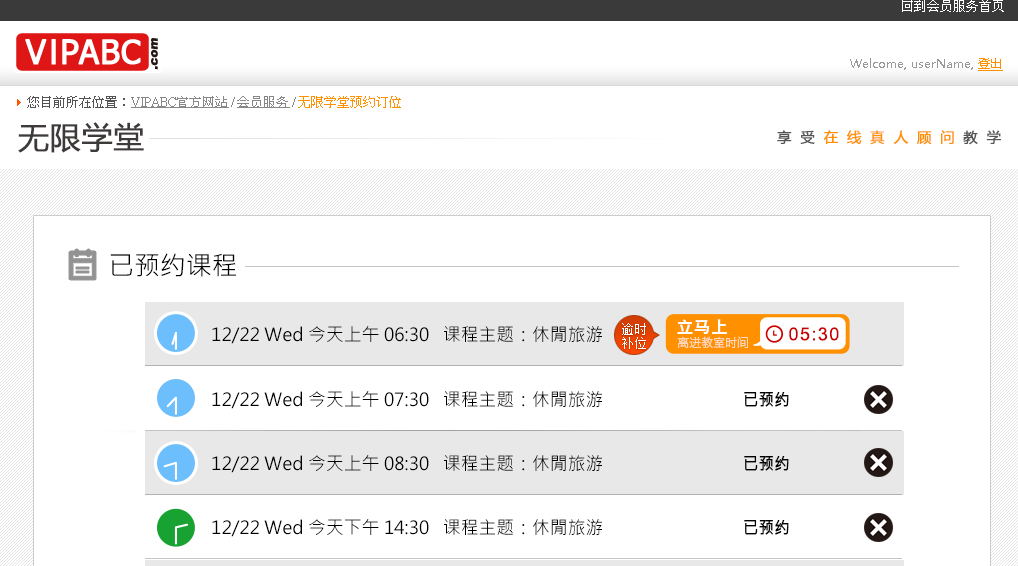 回到会员服务首页
VIPABC.com
Welcome, userName, 登出
您目前所在位置：VIPABC官方网站 / 会员服务 / 无限学堂预约订位
无限学堂
享受在线真人顾问教学
已预约课程
12/22 Wed 今天上午 06:30 课程主题：休閒旅游 逾时补位 立马上 离进教室时间 05:30
12/22 Wed 今天上午 07:30 课程主题：休閒旅游 已预约
12/22 Wed 今天上午 08:30 课程主题：休閒旅游 已预约
12/22 Wed 今天下午 14:30 课程主题：休閒旅游 已预约